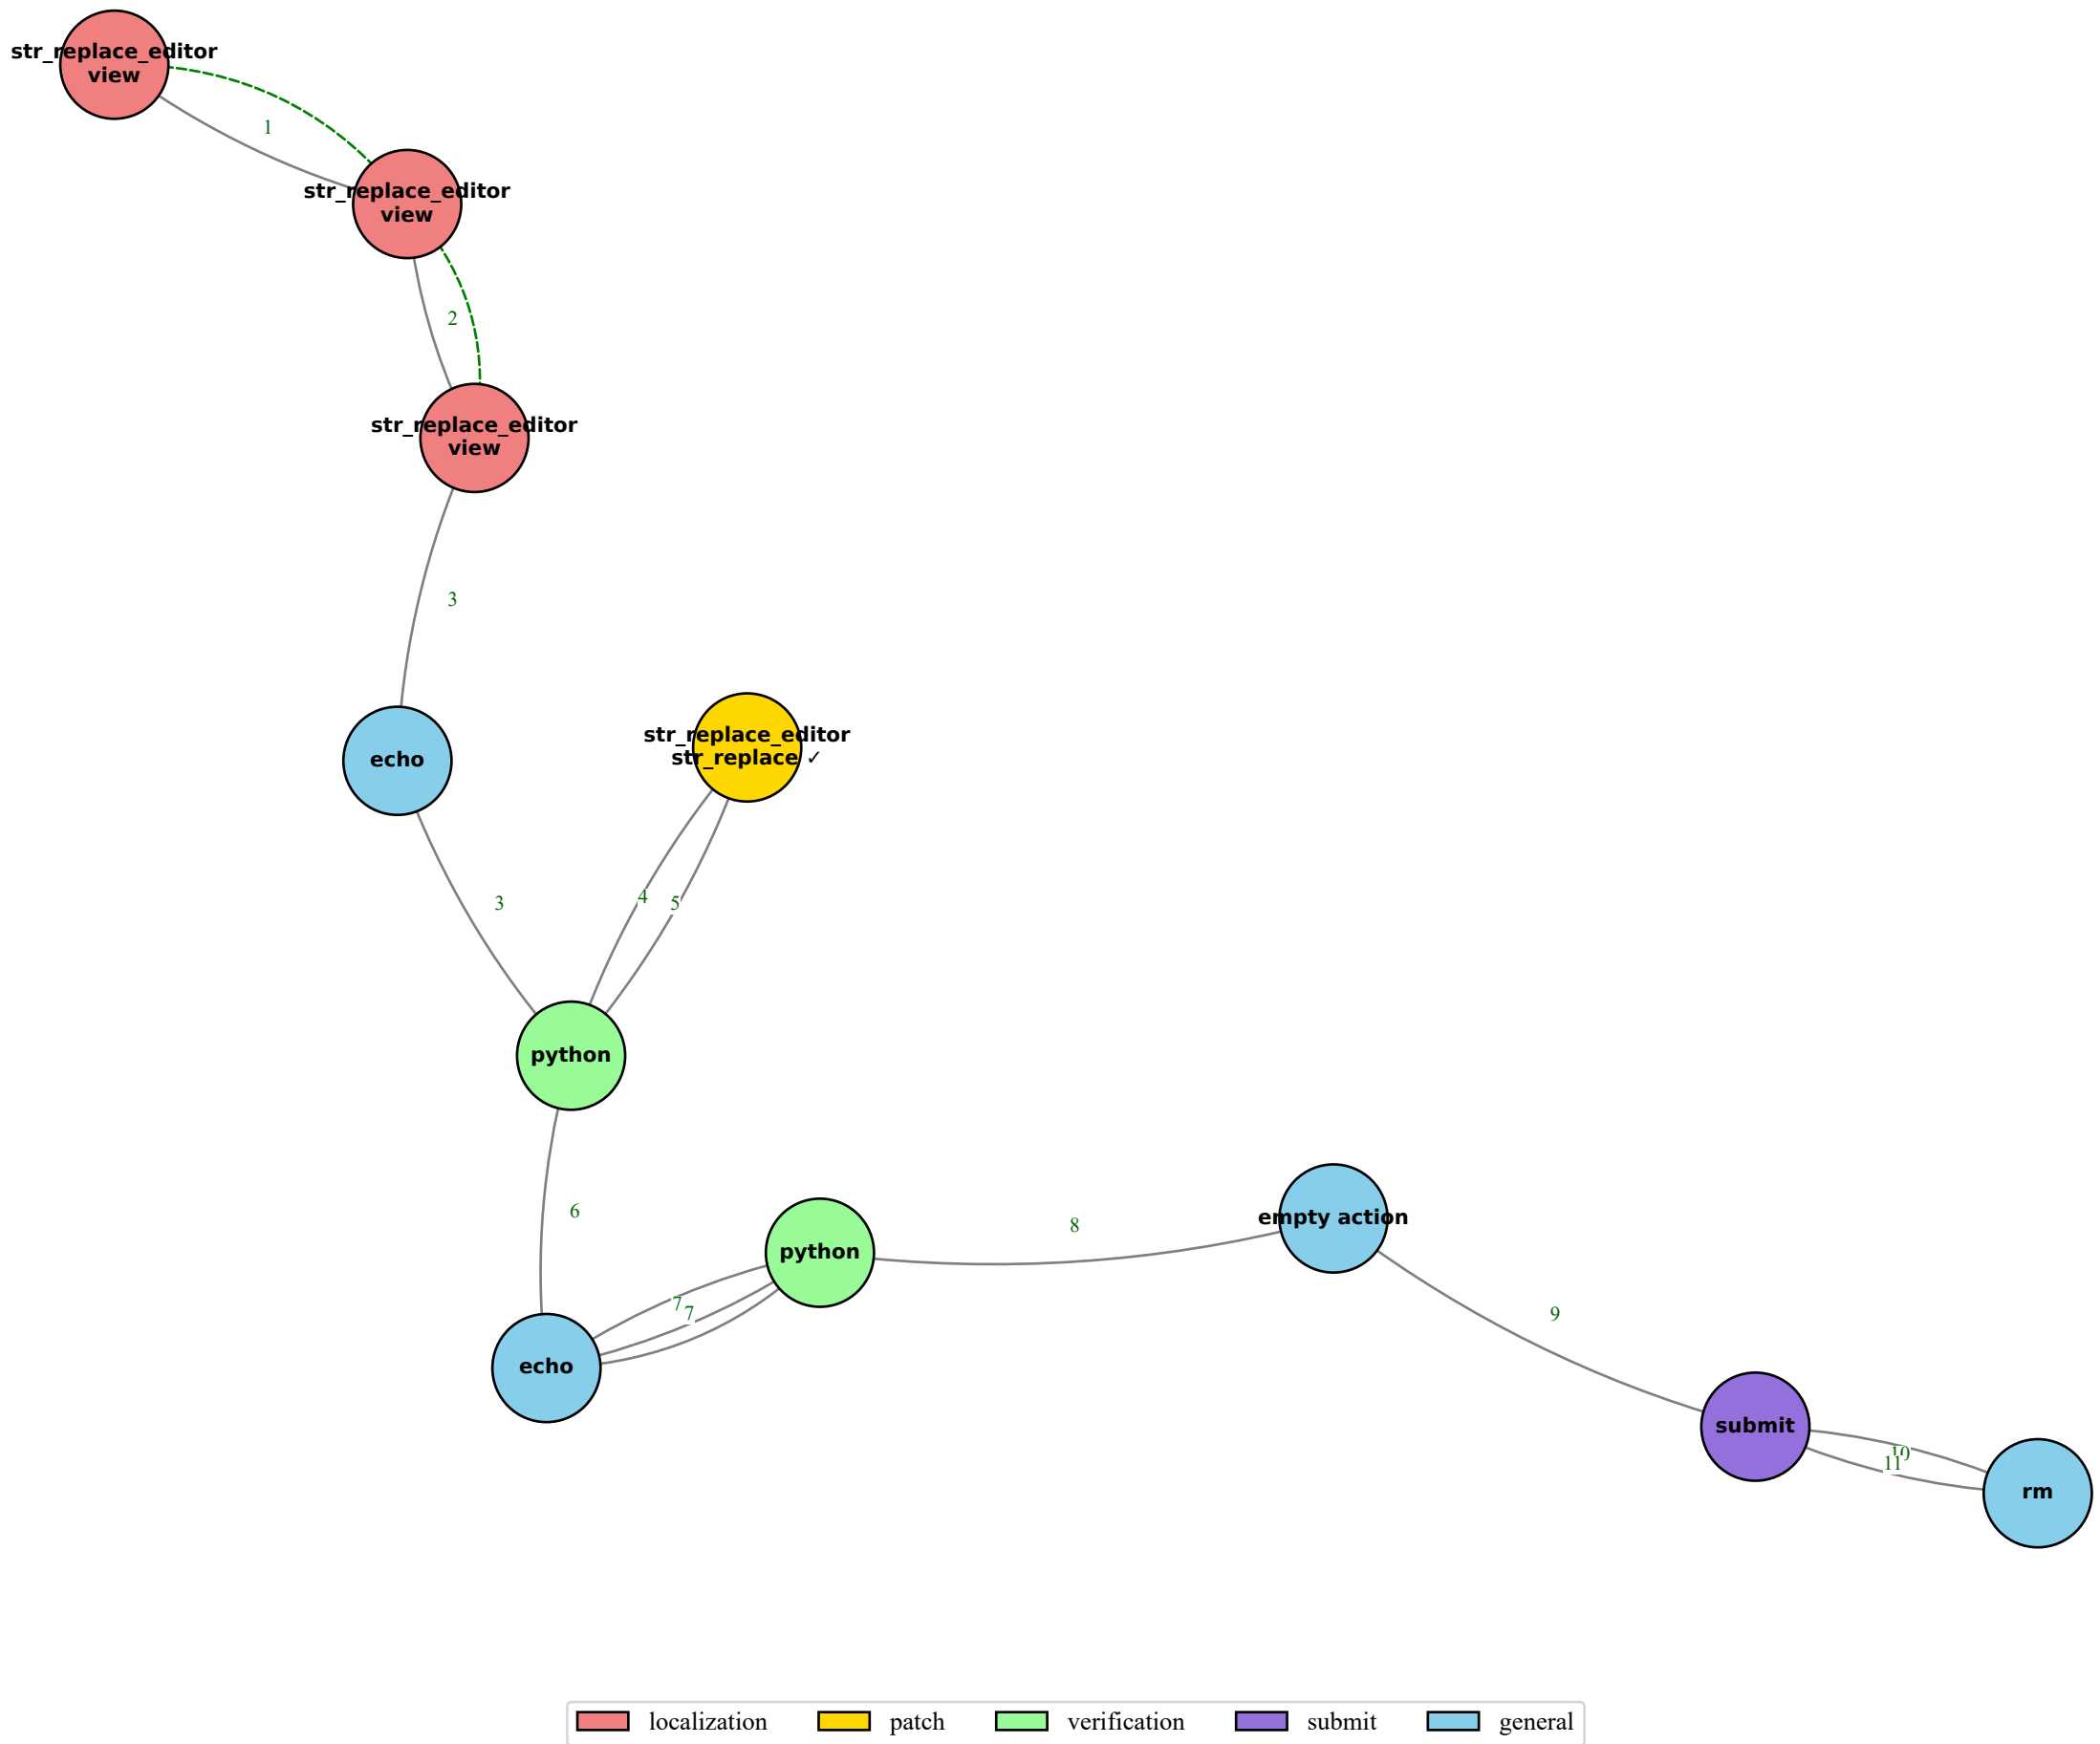 str_replace_editor
view
1
str_replace_editor
view
2
str_replace_editor
view
3
echo
str_replace_editor
str_replace ✓
3
4
5
python
6
python
8
empty action
7
7
echo
9
submit
10
11
rm
localization
patch
verification
submit
general